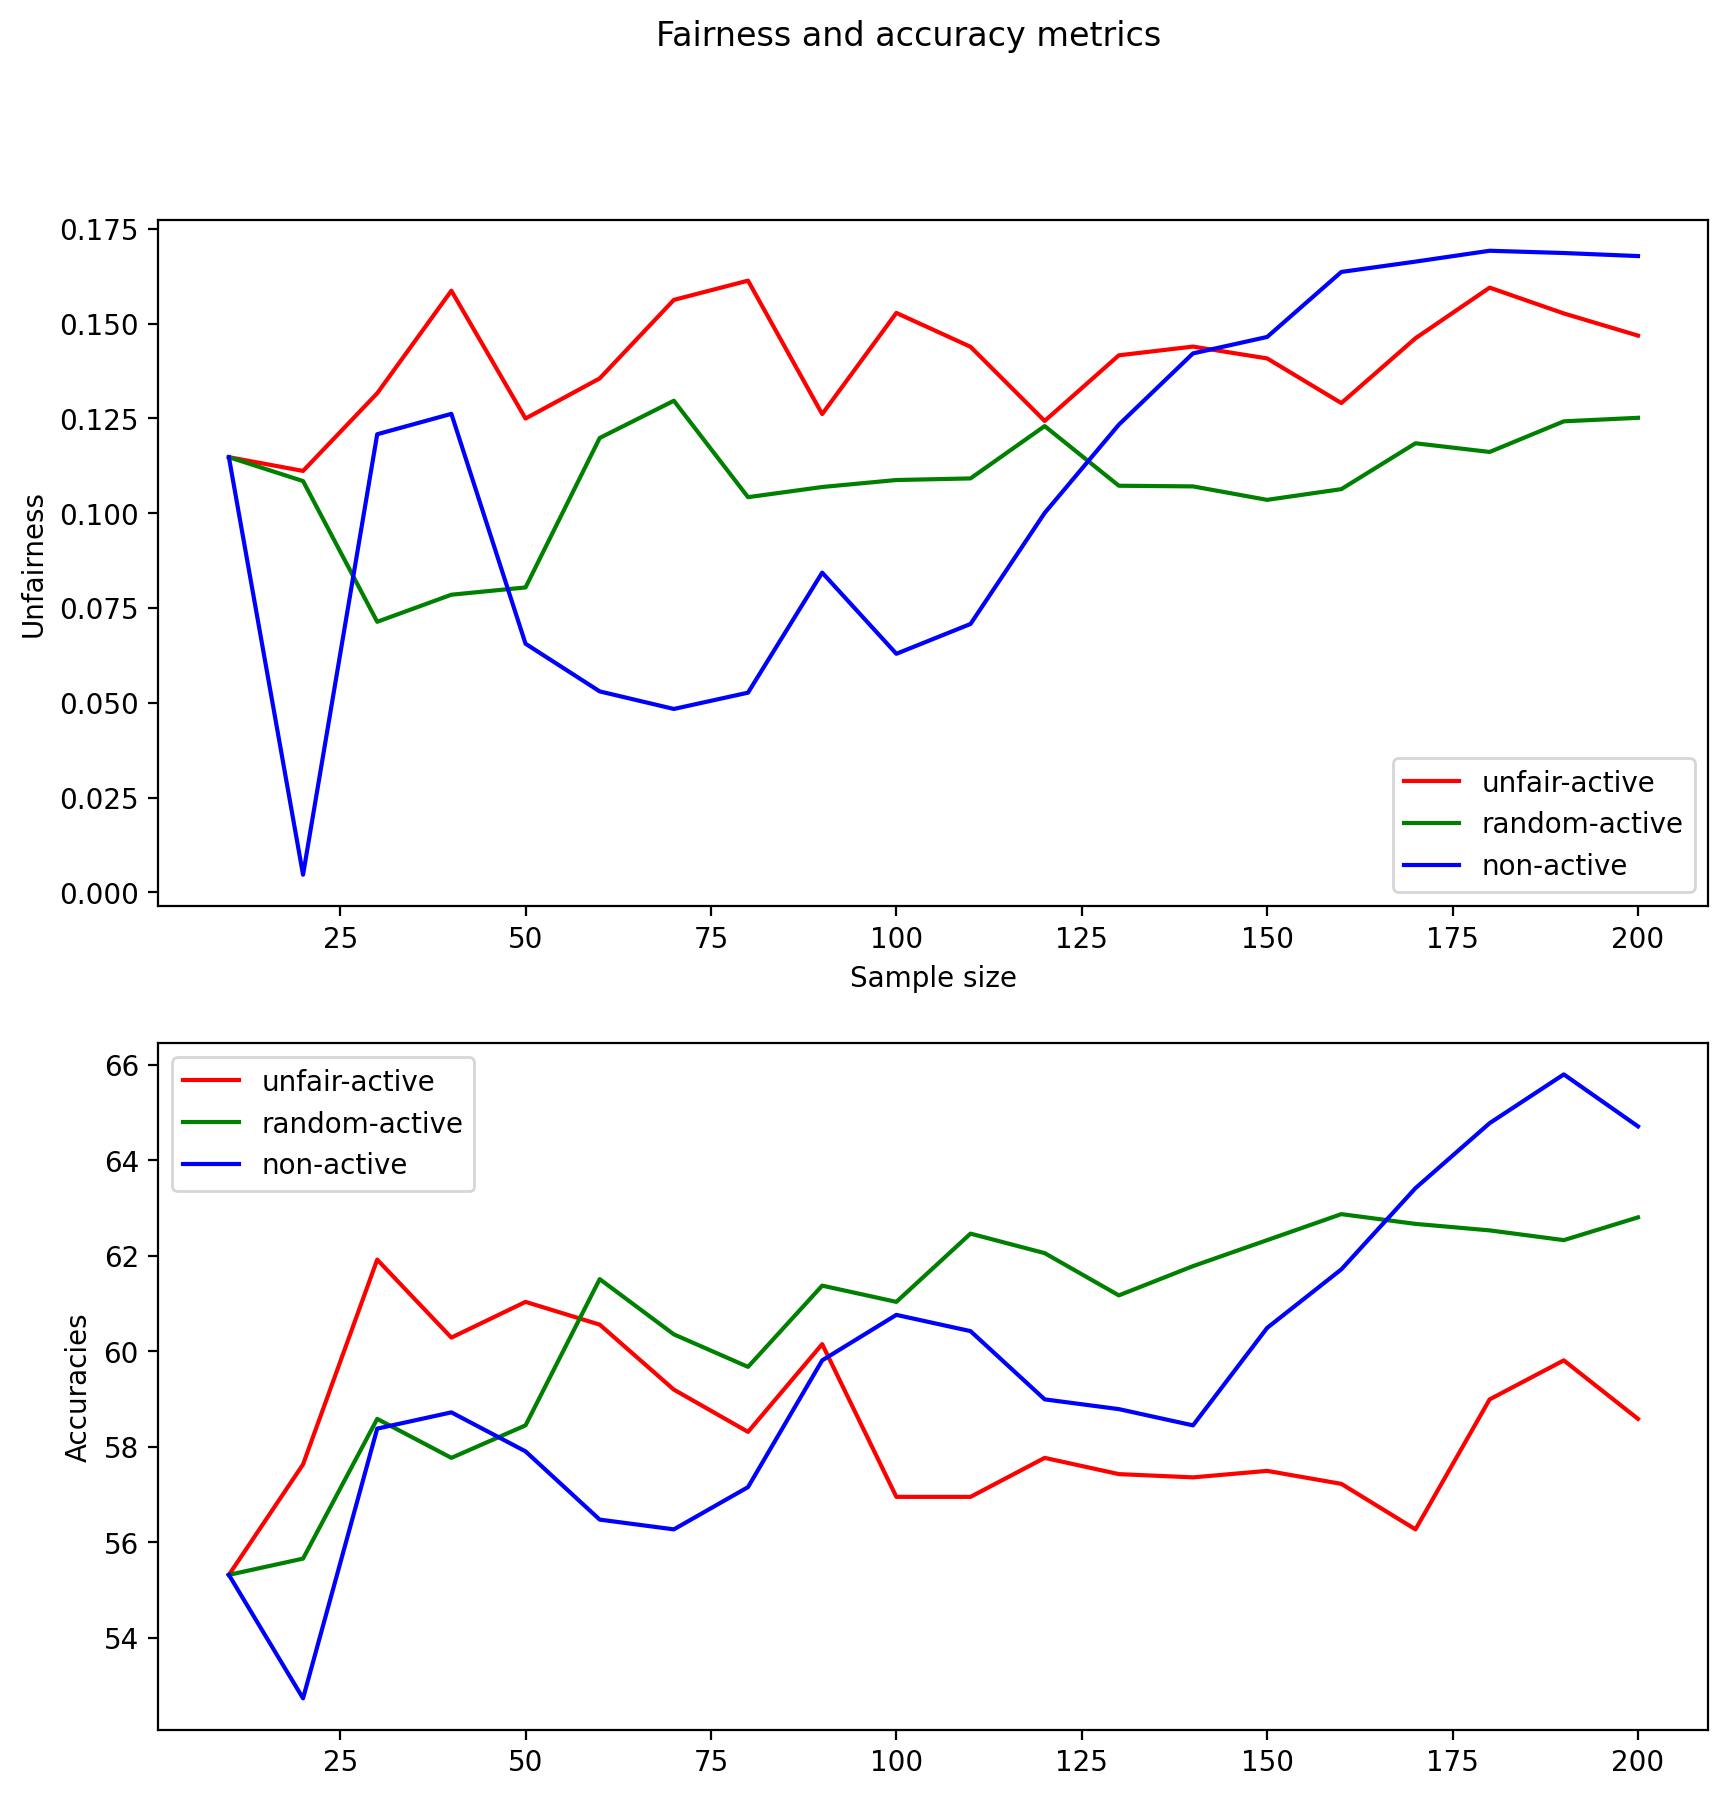 Fairness and accuracy metrics
0.175
0.150
0.125
0.100
0.075
0.050
0.025
0.000
Unfairness
unfair-active
random-active
non-active
25 50 75 100 125 150 175 200
Sample size
66
64
62
60
58
56
54
Accuracies
unfair-active
random-active
non-active
25 50 75 100 125 150 175 200